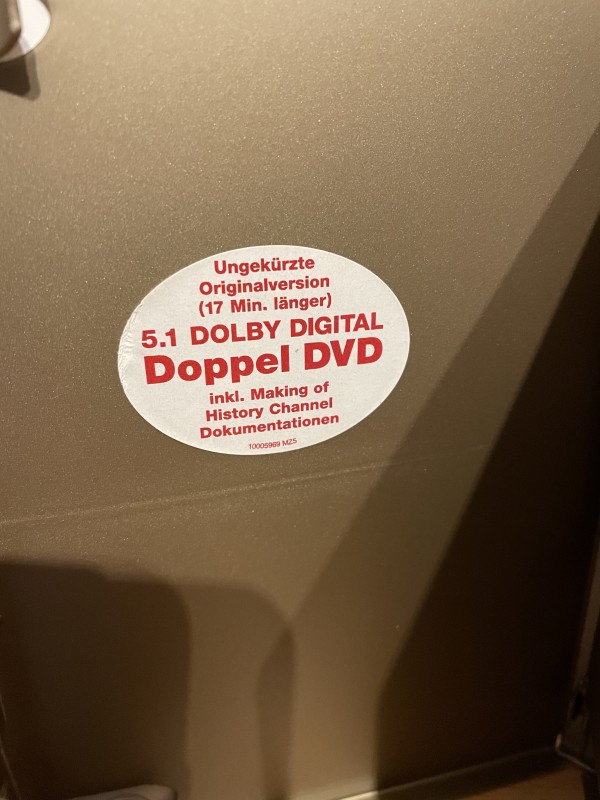 Ungekürzte
Originalversion
(17 Min. länger)
5.1 DOLBY DIGITAL
Doppel DVD
inkl. Making of
History Channel
Dokumentationen
10005969 MZ5